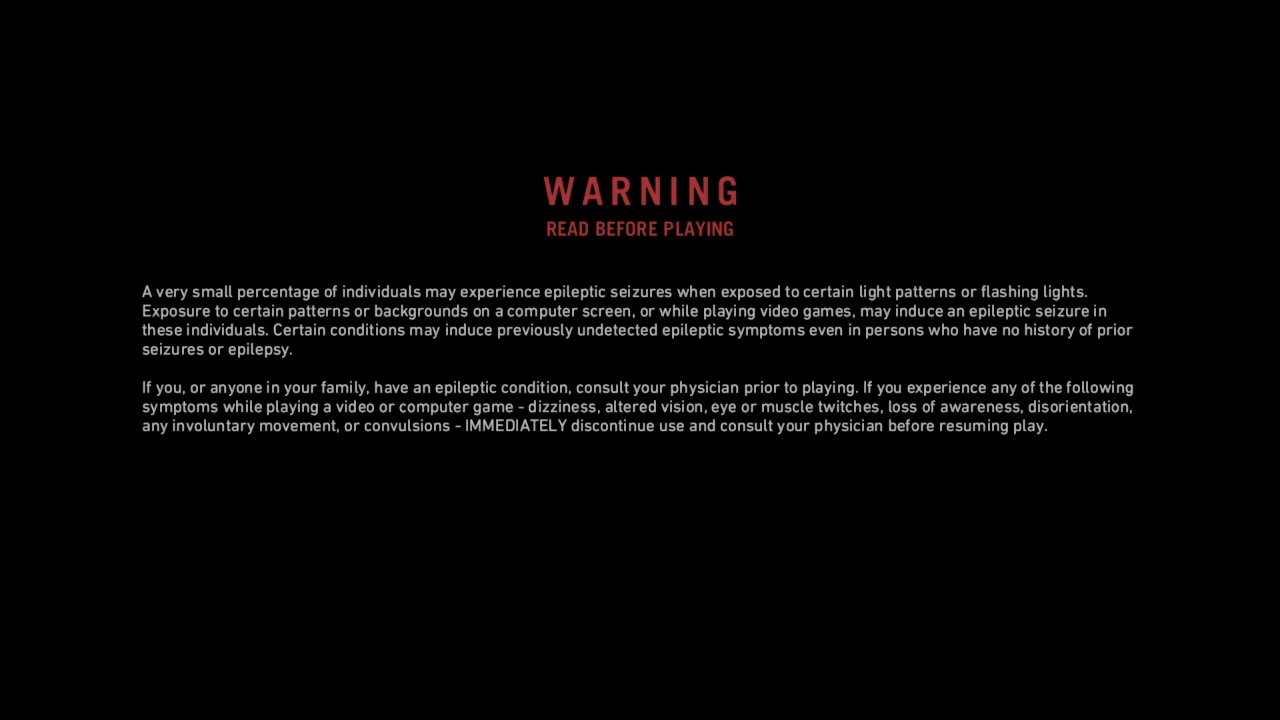 WARNING
READ BEFORE PLAYING
A very small percentage of individuals may experience epileptic seizures when exposed to certain light patterns or flashing lights.
Exposure to certain patterns or backgrounds on a computer screen, or while playing video games, may induce an epileptic seizure in
these individuals. Certain conditions may induce previously undetected epileptic symptoms even in persons who have no history of prior
seizures or epilepsy.
If you, or anyone in your family, have an epileptic condition, consult your physician prior to playing. If you experience any of the following
symptoms while playing a video or computer game - dizziness, altered vision, eye or muscle twitches, loss of awareness, disorientation,
any involuntary movement, or convulsions - IMMEDIATELY discontinue use and consult your physician before resuming play.